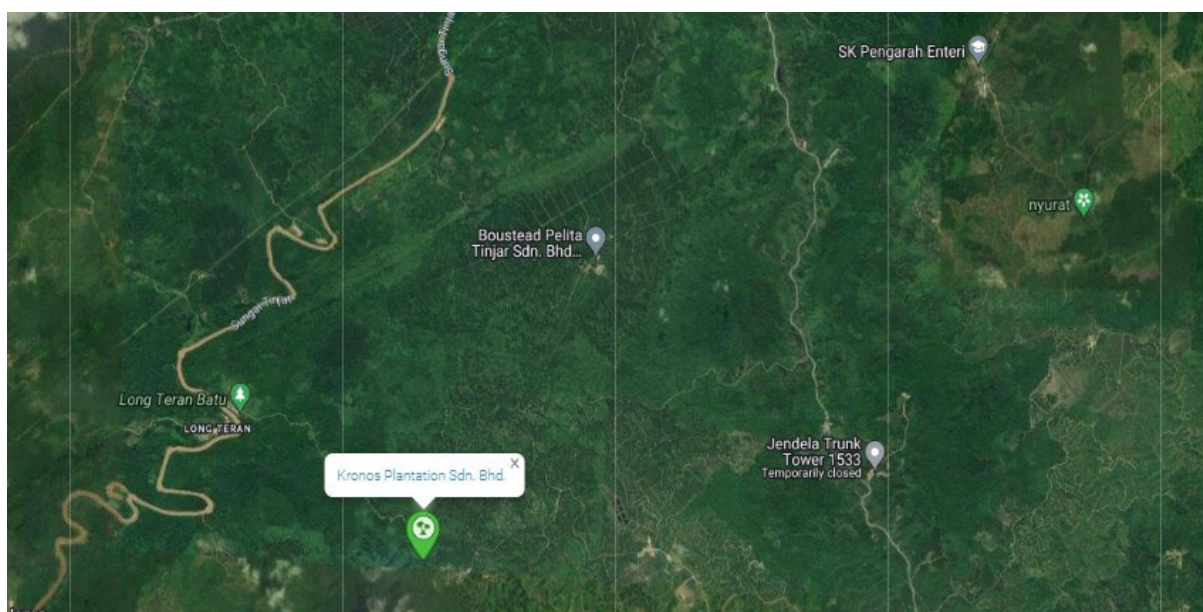 SK Pengarah Enteri
nyurat
Boustead Pelita
Tinjar Sdn. Bhd...
Sungai Tinjar
Long Teran Batu
LONG TERAN
Jendela Trunk
Tower 1533
Temporarily closed
Kronos Plantation Sdn. Bhd.
X